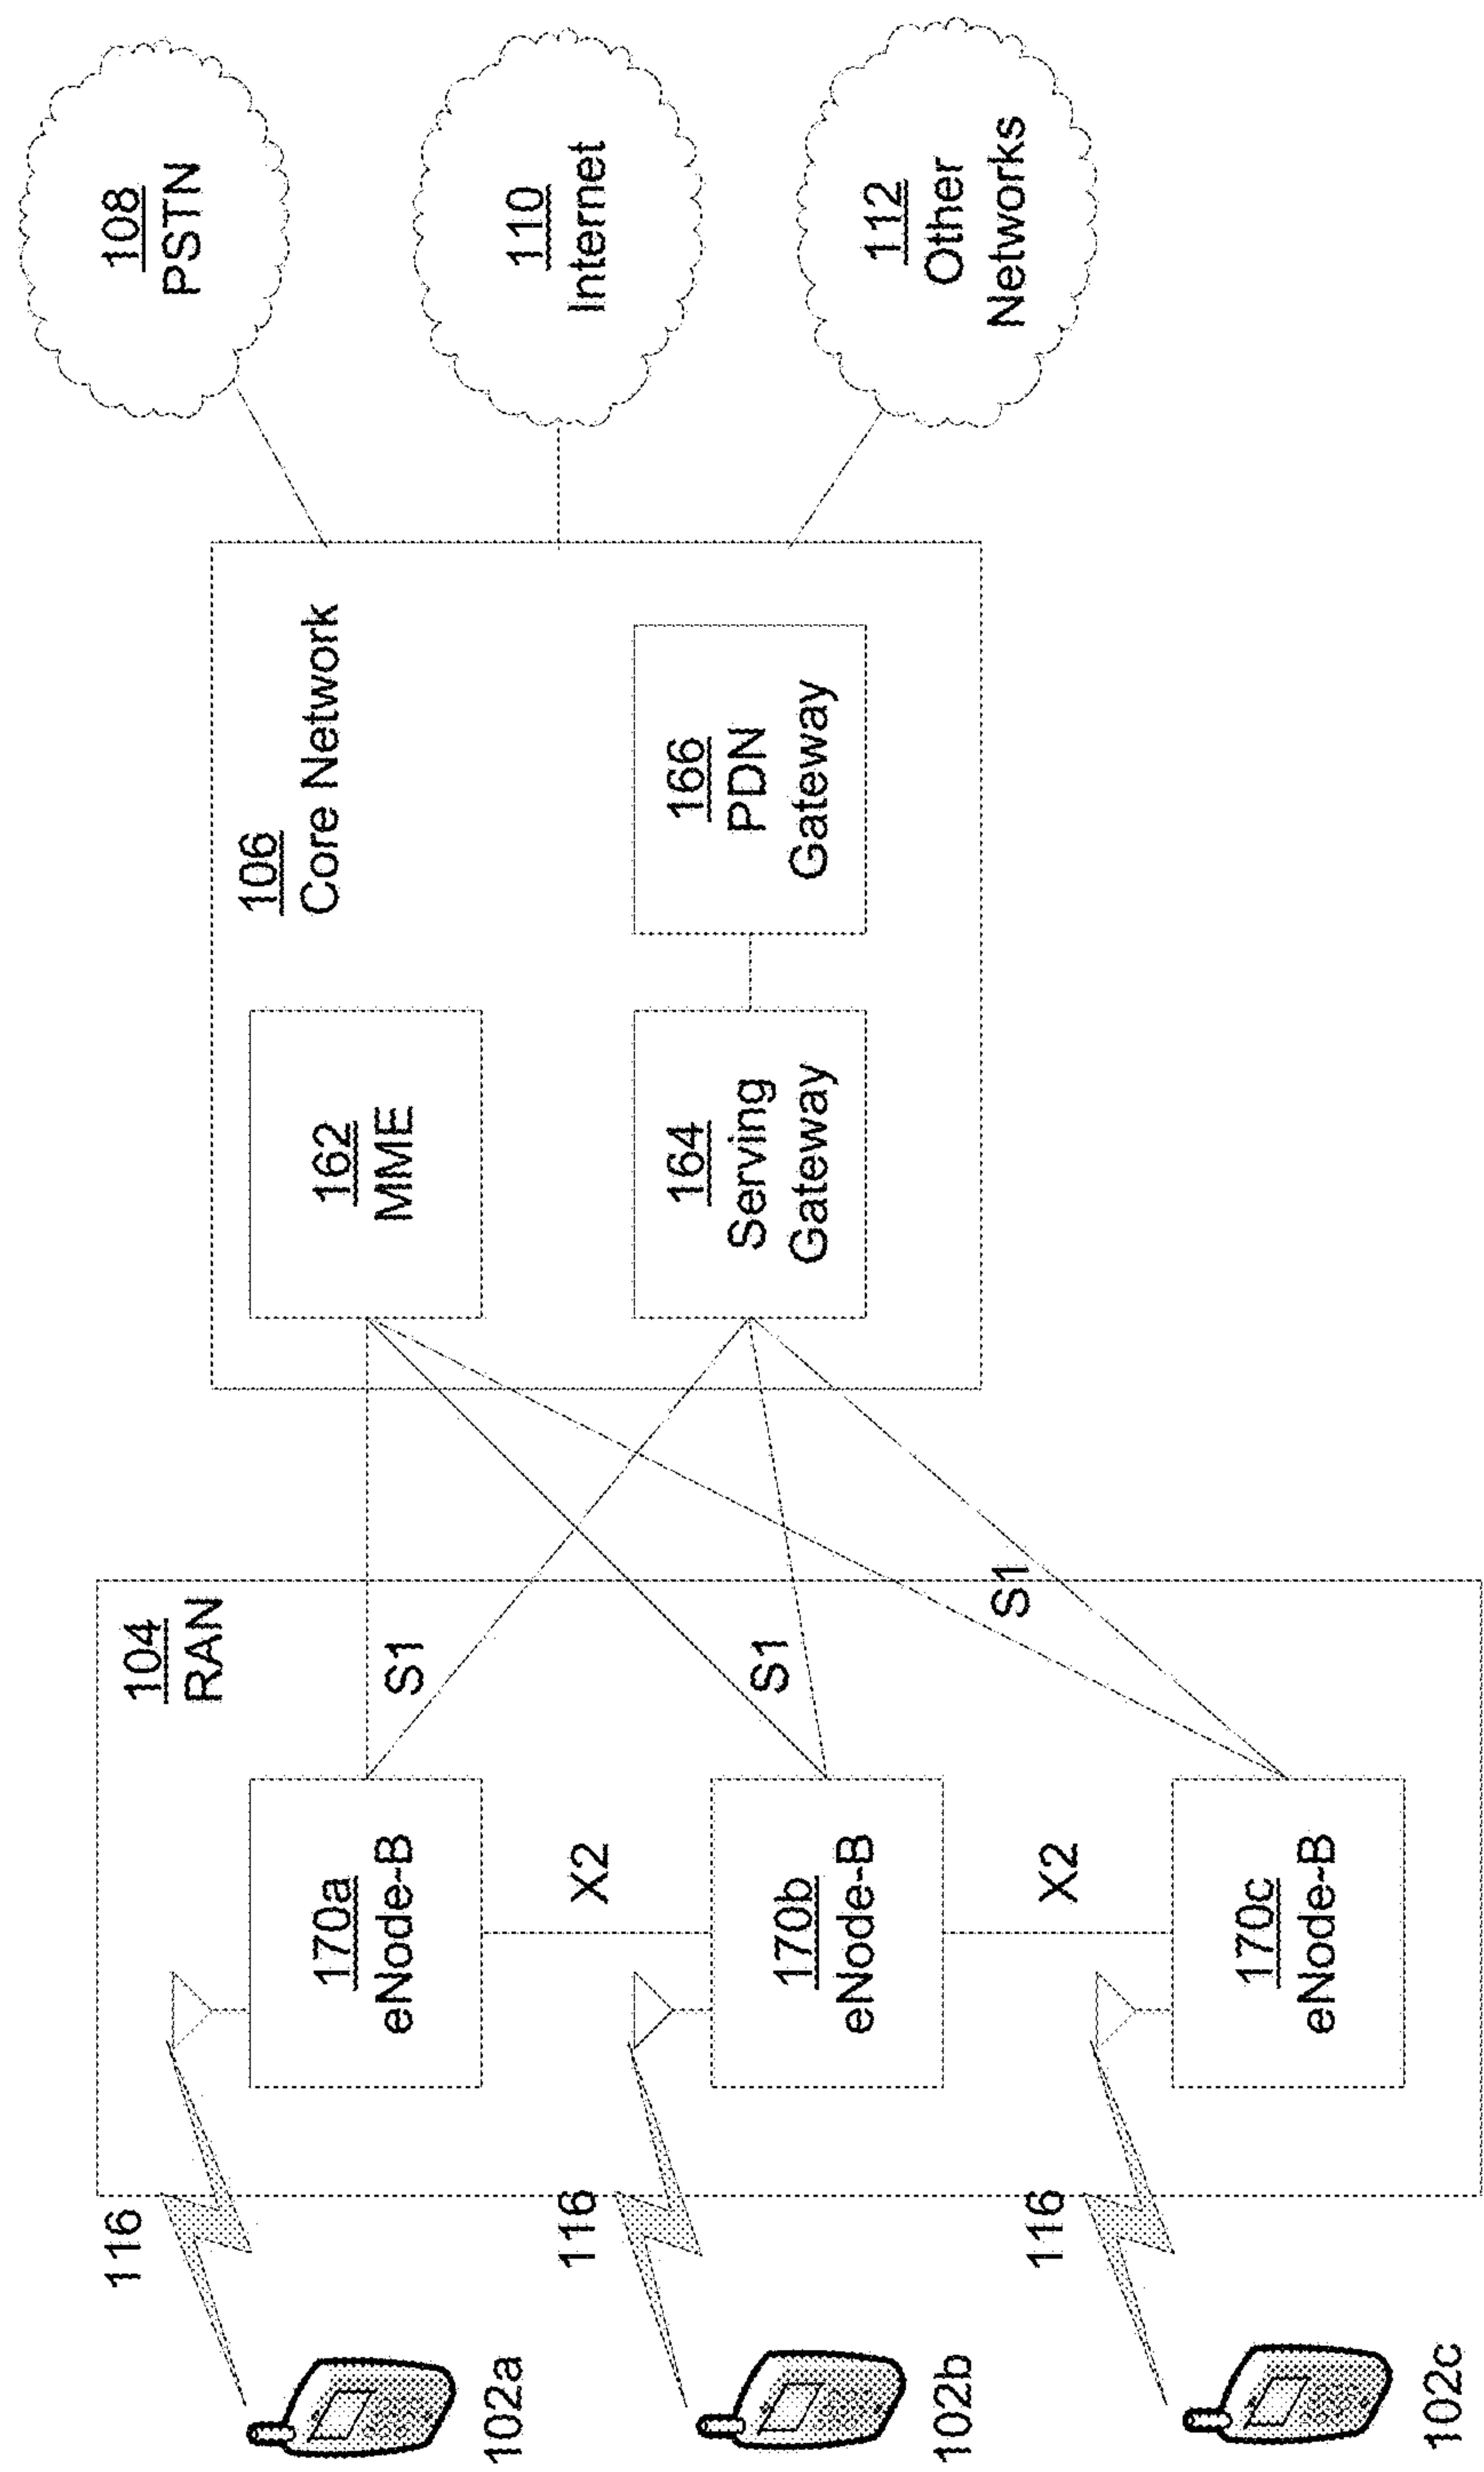 116
102a
116
102b
116
102c
104
RAN
170a
eNode-B
X2
170b
eNode-B
X2
170c
eNode-B
S1
S1
S1
106
Core Network
162
MME
164
Serving
Gateway
166
PDN
Gateway
108
PSTN
110
Internet
112
Other
Networks